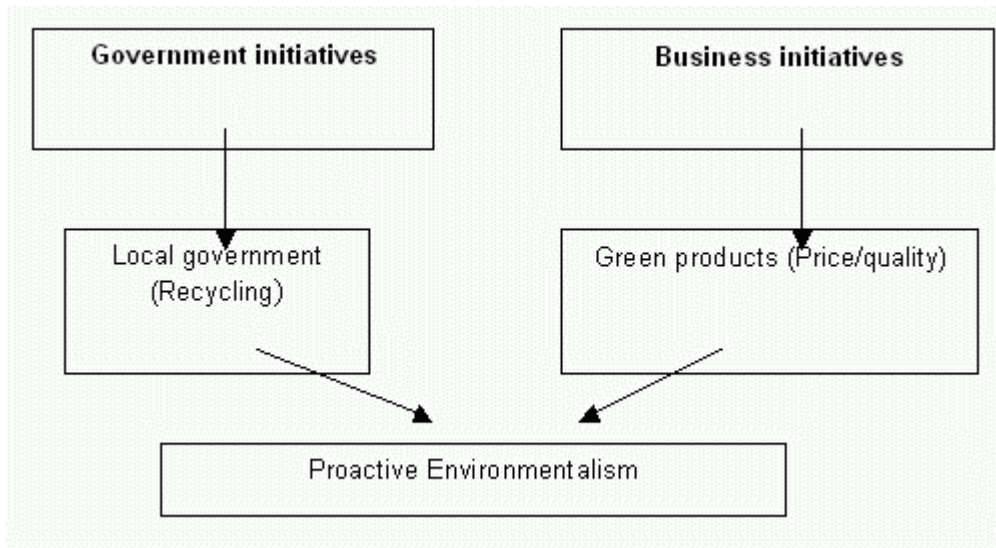 Government initiatives
Business initiatives
Local government
(Recycling)
Green products (Price/quality)
Proactive Environmentalism